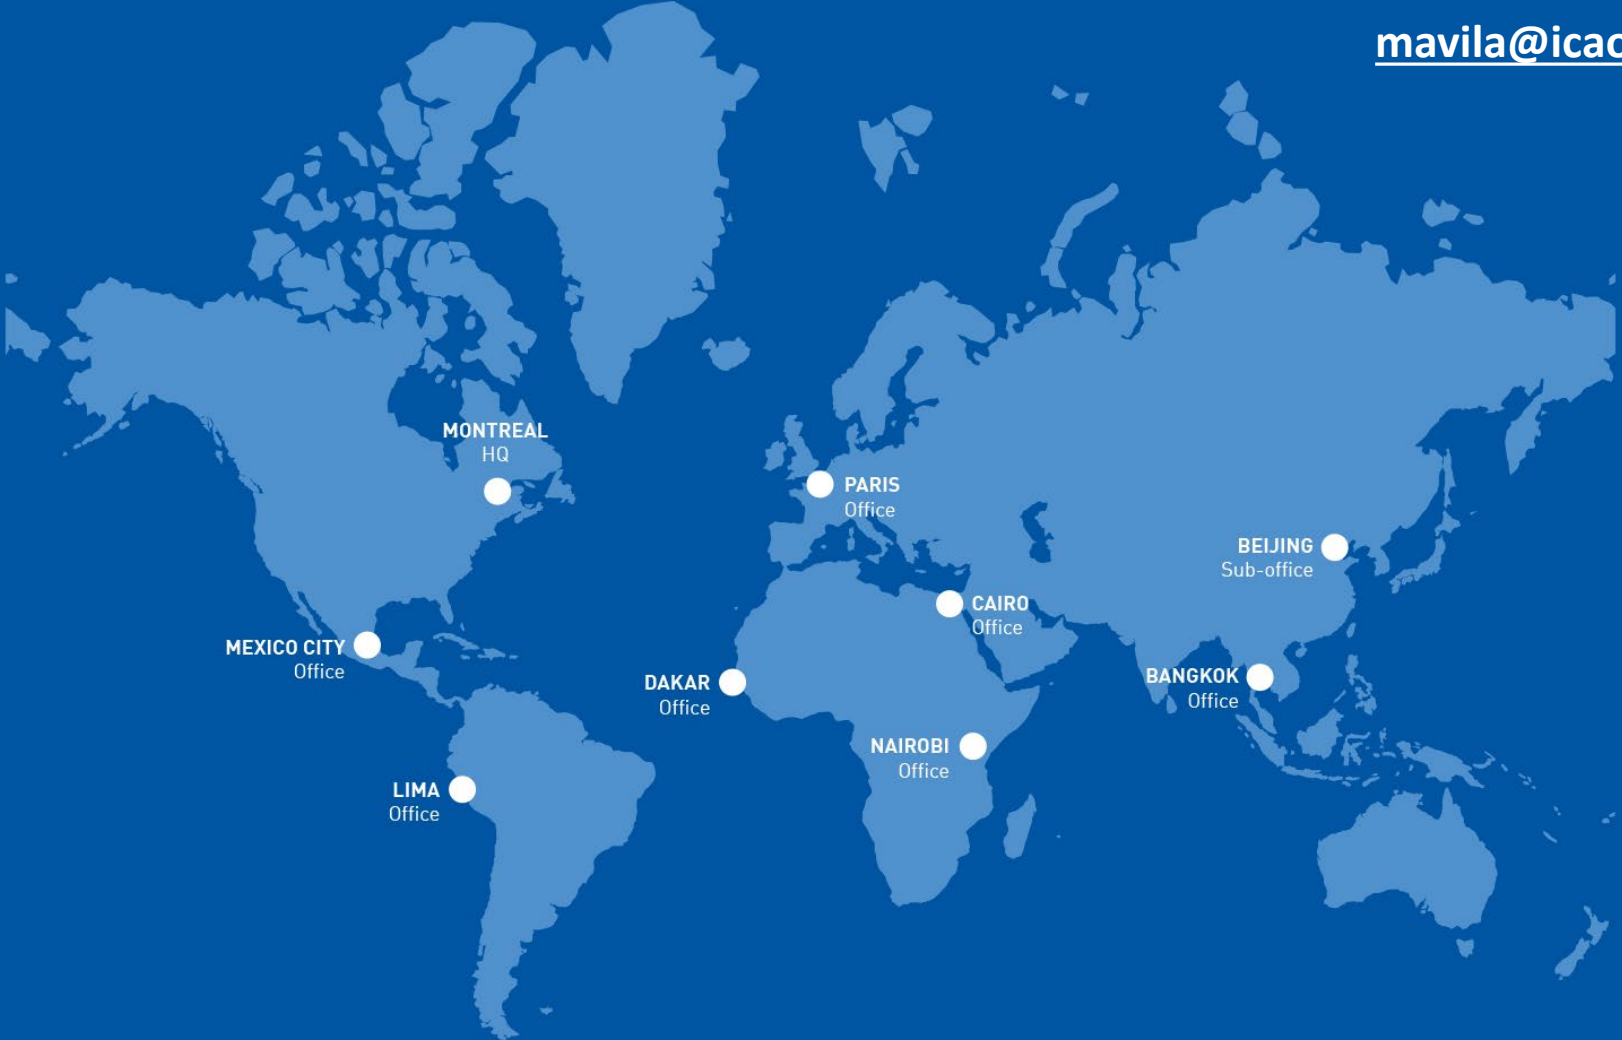 mavila@icac
MONTREAL
HQ
PARIS
Office
BEIJING
Sub-office
CAIRO
Office
MEXICO CITY
Office
DAKAR
Office
BANGKOK
Office
NAIROBI
Office
LIMA
Office